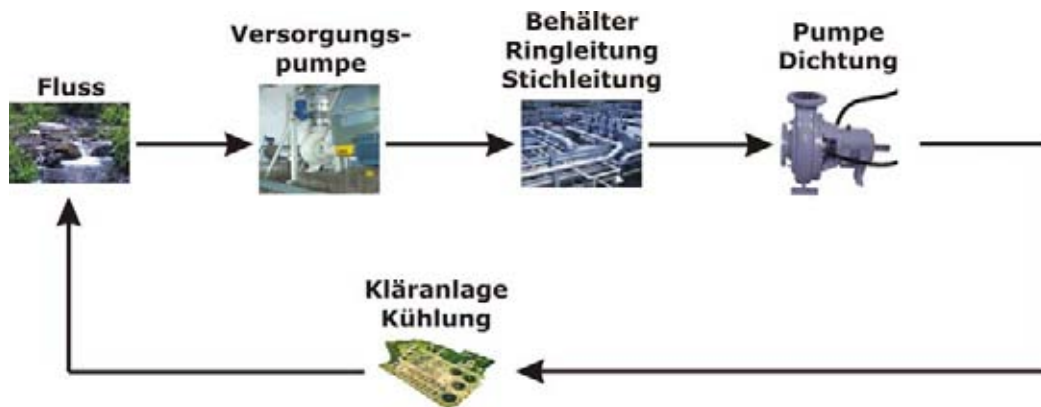 Fluss
Versorgungs-
pumpe
Behälter
Ringleitung
Stichleitung
Pumpe
Dichtung
Kläranlage
Kühlung